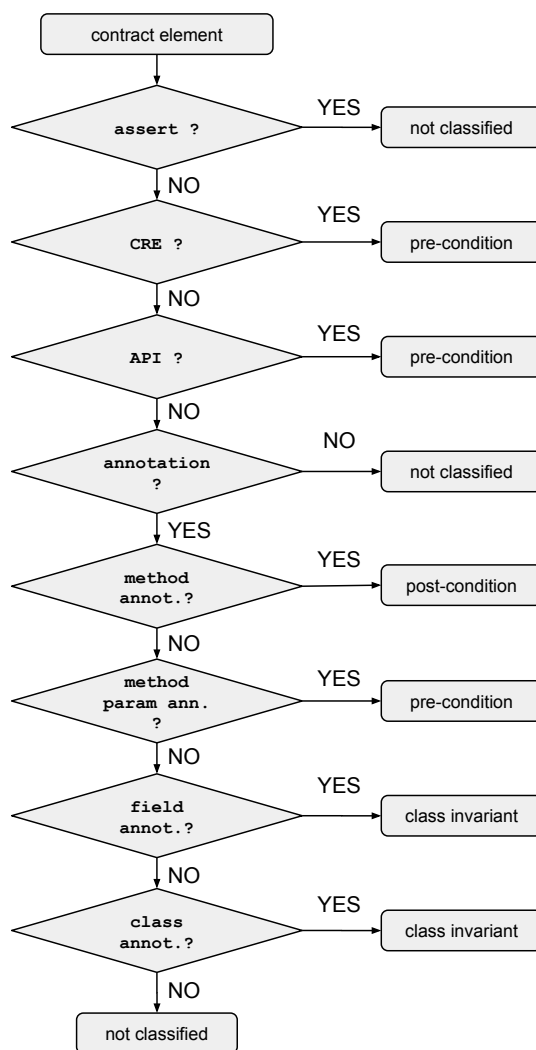 contract element
YES
assert ?
not classified
NO
YES
CRE ?
pre-condition
NO
YES
API ?
pre-condition
NO
NO
annotation
?
not classified
YES
YES
method
annot.?
post-condition
NO
YES
method
param ann.
?
pre-condition
NO
YES
field
annot.?
class invariant
NO
YES
class
annot.?
class invariant
NO
not classified